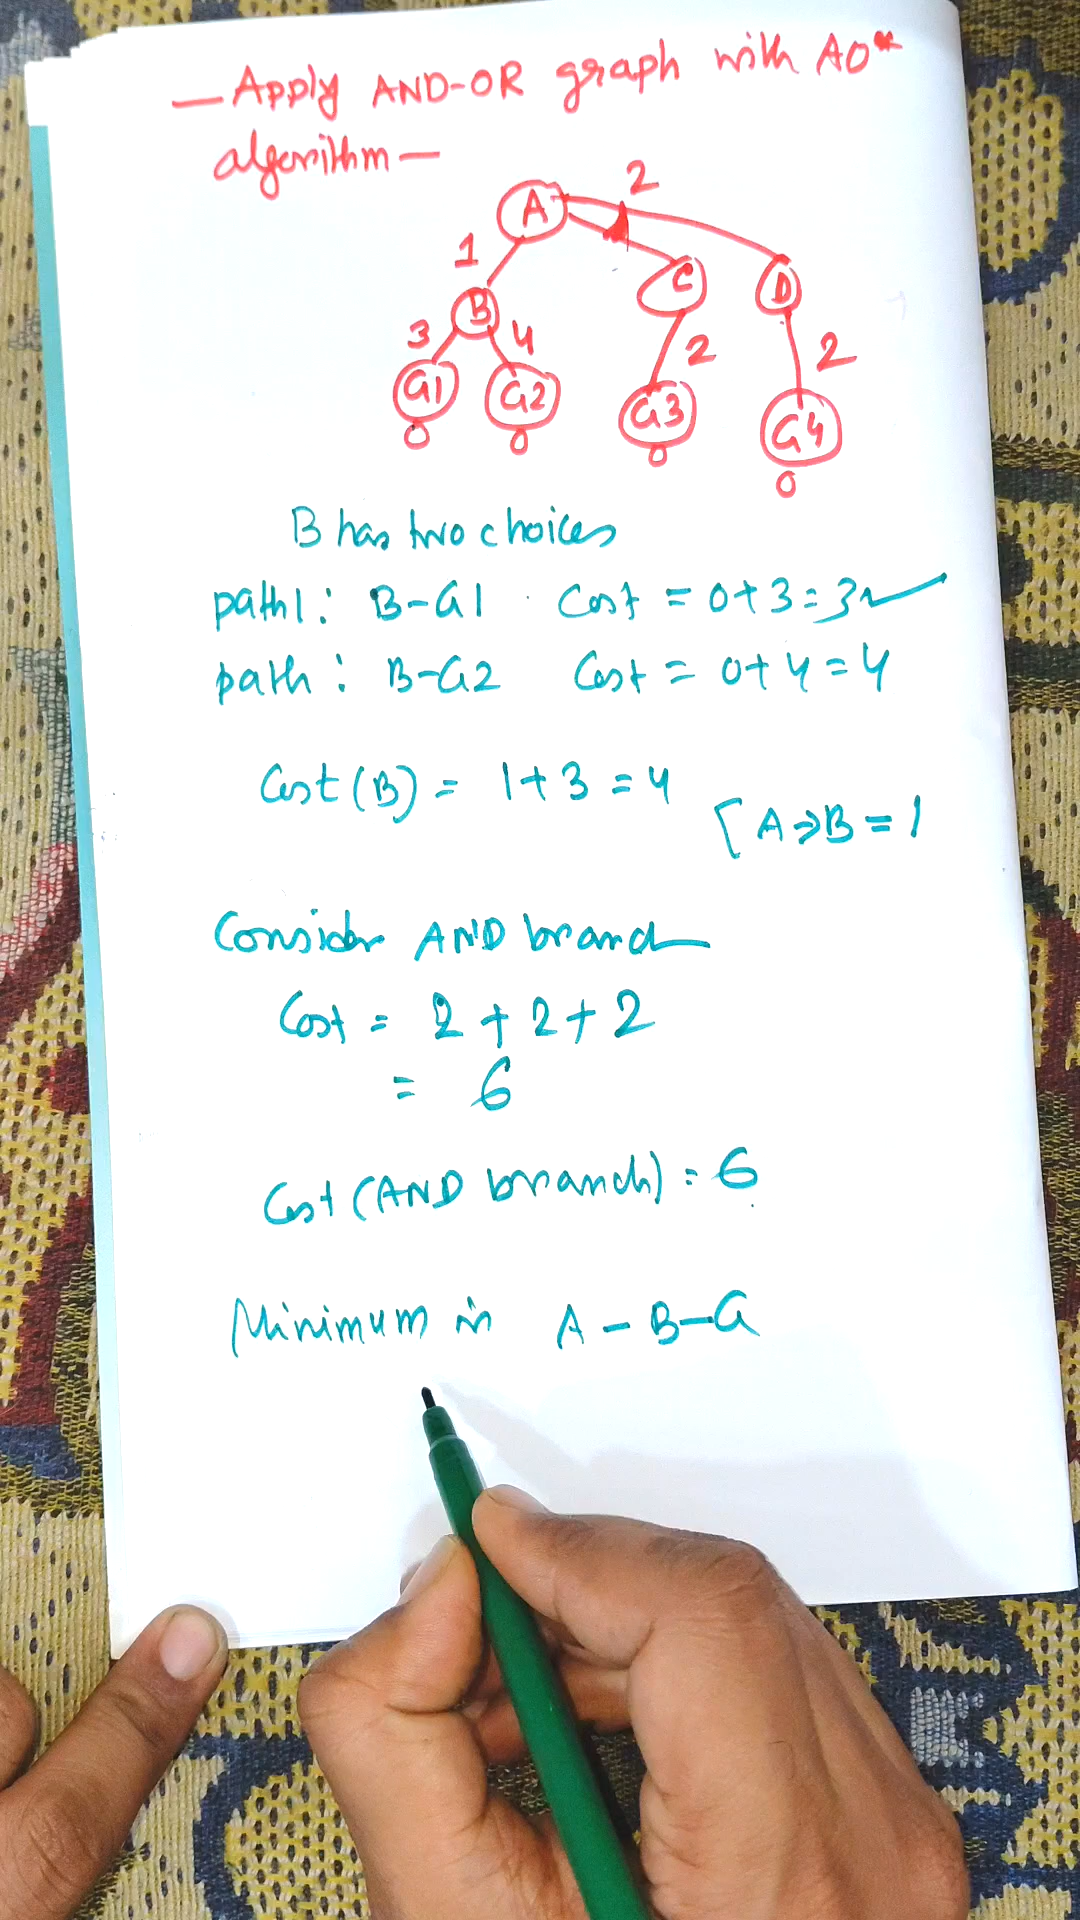 — Apply AND-OR graph with AO*
algorithm —
2
A
1
C
D
B
3
4
2
2
G1
G2
G3
G4
0
0
0
0
B has two choices
path1: B-G1 Cost = 0+3=3
path: B-G2 Cost = 0+4=4
Cost(B) = 1+3=4
[A→B=1
Consider AND branch
Cost = 2+2+2
= 6
Cost (AND branch) = 6
Minimum is A-B-G